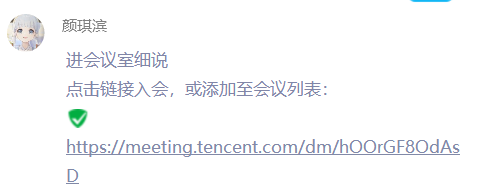 颜琪滨
进会议室细说
点击链接入会，或添加至会议列表：
https://meeting.tencent.com/dm/hOOrGF8OdAs
D